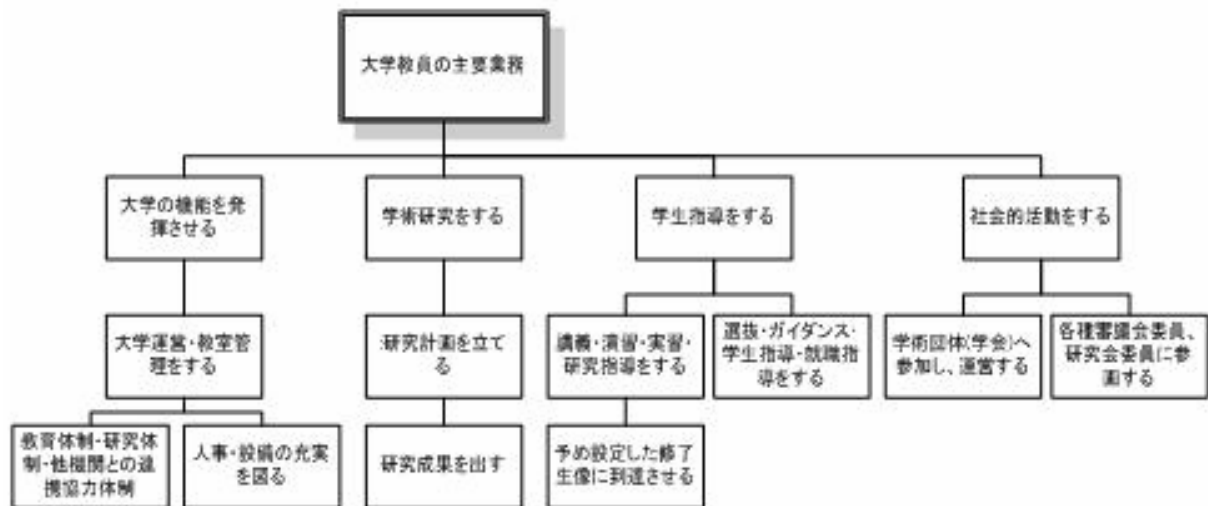 大学教員の主要業務
大学の機能を発
揮させる
学術研究をする
学生指導をする
社会的活動をする
大学運営・教室管
理をする
研究計画を立て
る
講義・演習・実習・
研究指導をする
選抜・ガイダンス・
学生指導・就職指
導をする
学術団体(学会)へ
参加し、運営する
各種審議会委員、
研究会委員に参
画する
教育体制・研究体
制・他機関との連
携協力体制
人事・設備の充実
を図る
研究成果を出す
予め設定した修了
生像に到達させる